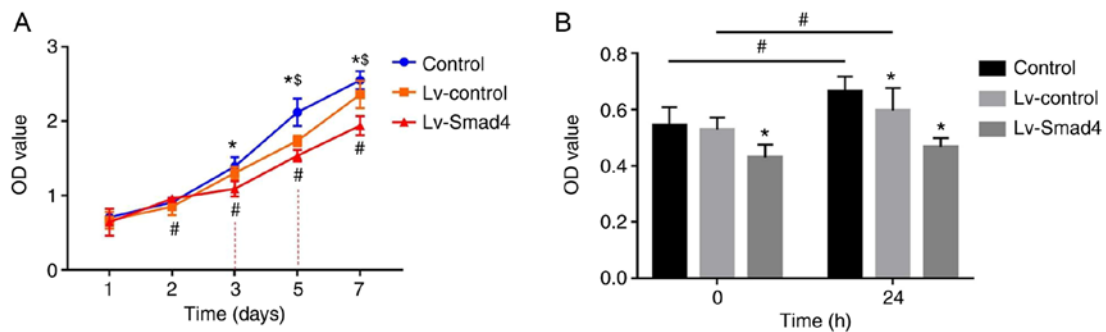 A
3
2
1
0
OD value
*
*$
*$
#
#
#
#
1 2 3 5 7
Time (days)
Control
Lv-control
Lv-Smad4
B
0.8
0.6
0.4
0.2
0.0
OD value
#
#
*
*
*
0 24
Time (h)
Control
Lv-control
Lv-Smad4